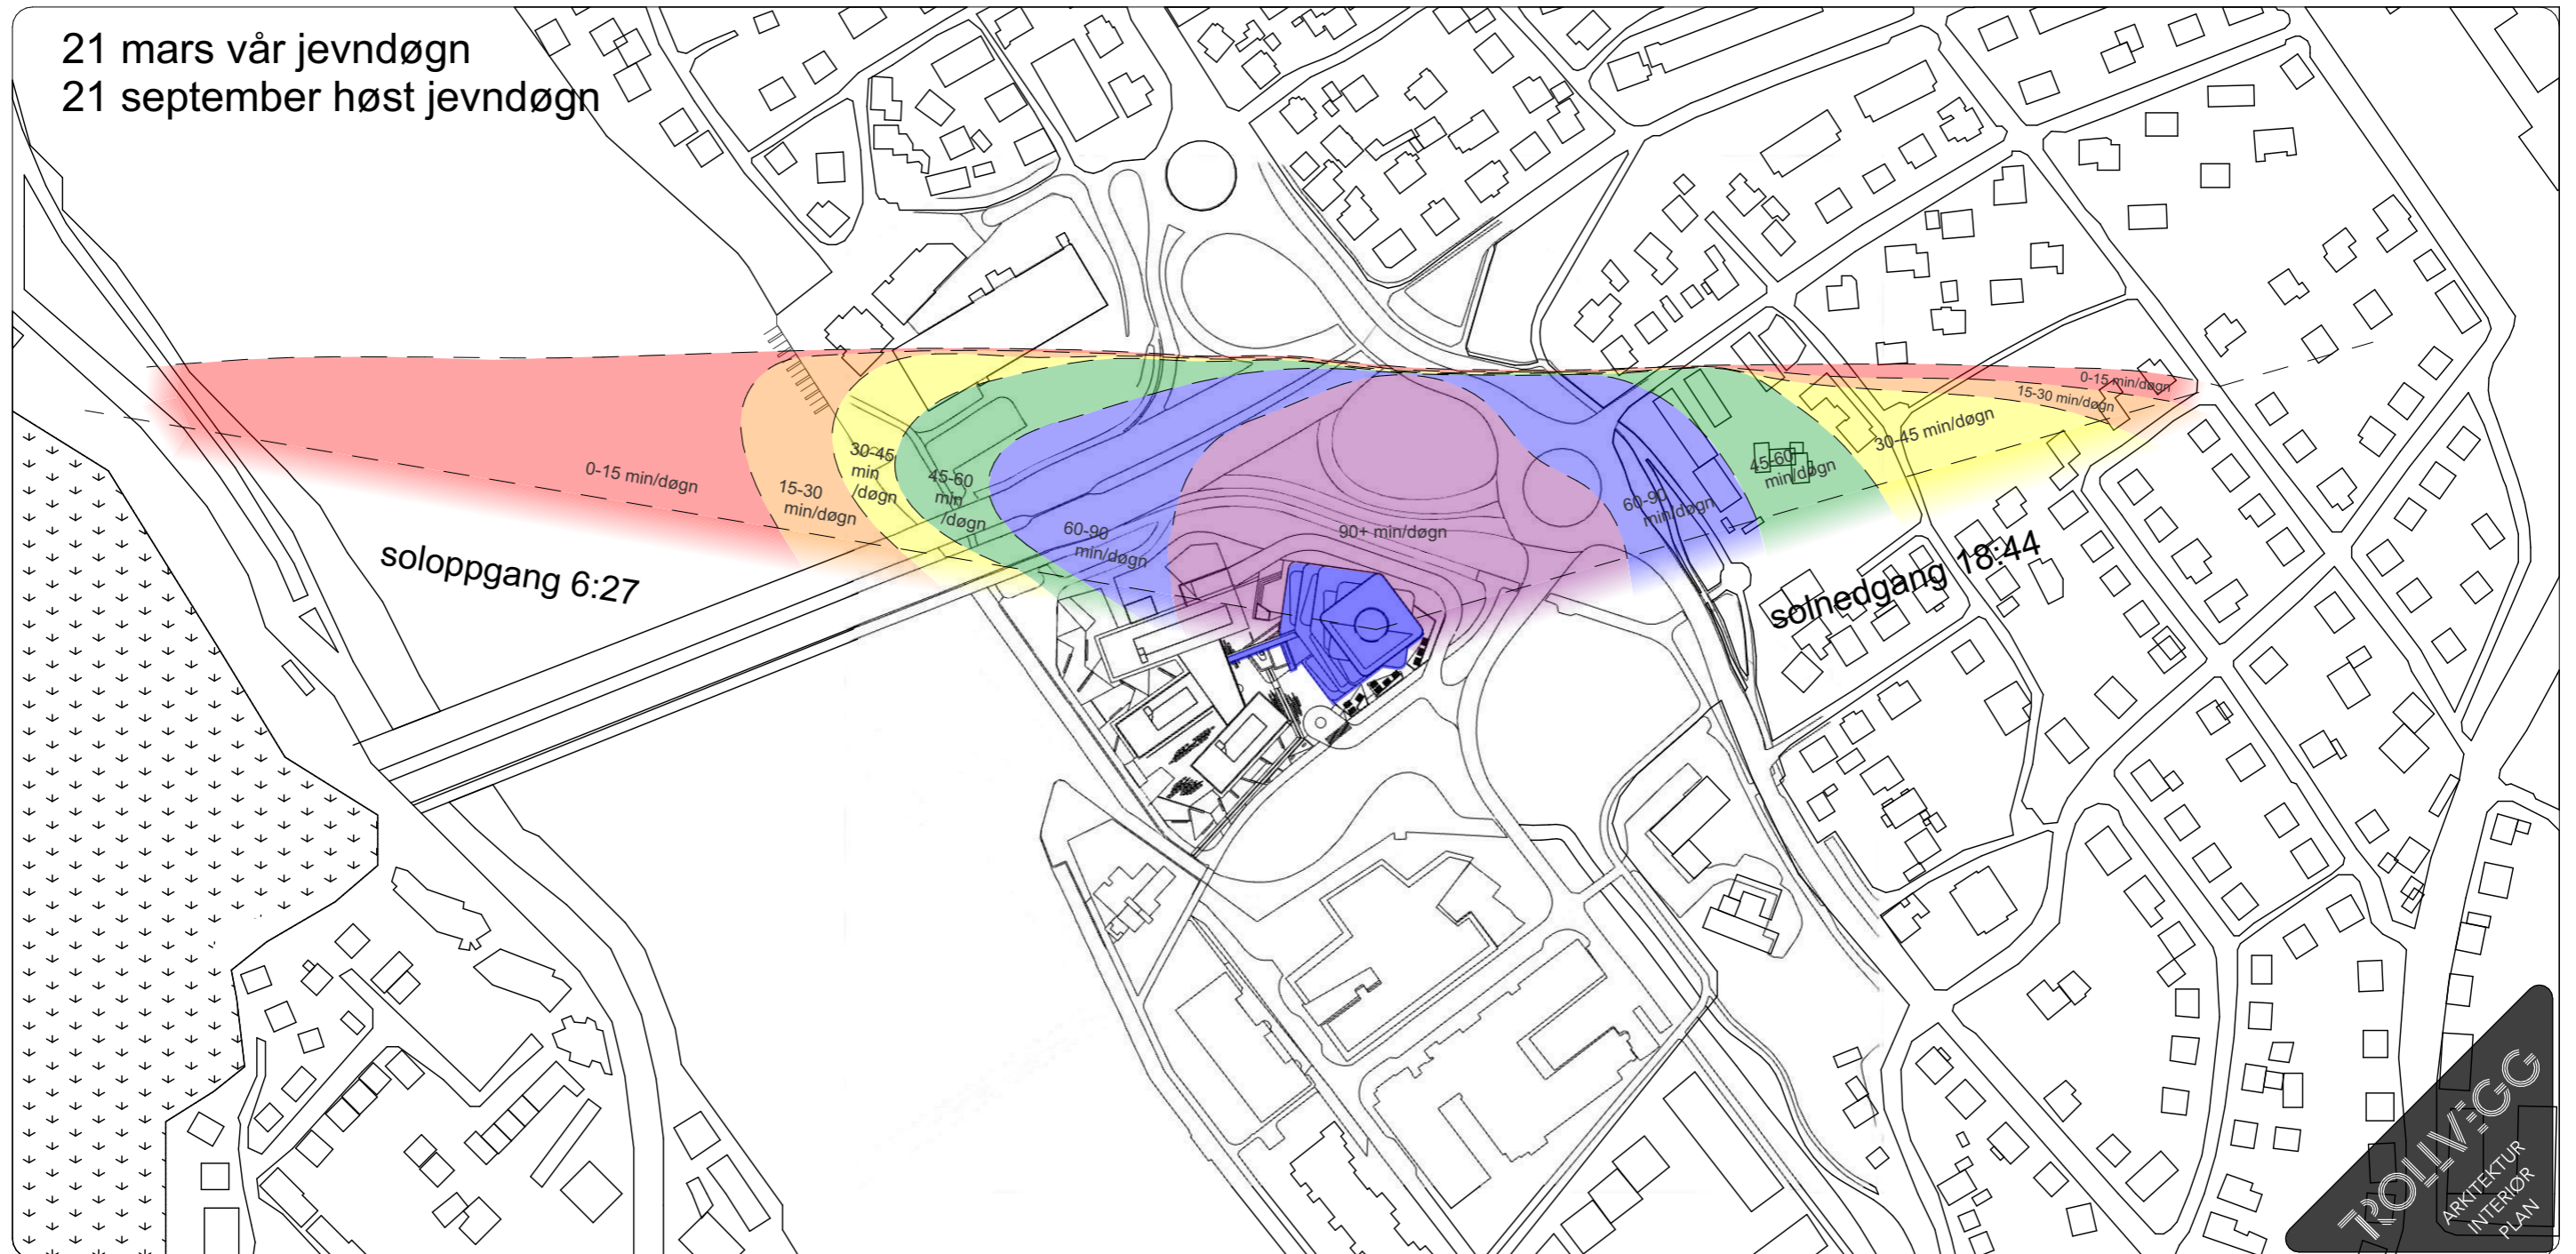 21 mars vår jevndøgn
21 september høst jevndøgn
0-15 min/døgn
15-30 min/døgn
30-45 min/døgn
30-45
min
/døgn
45-60
min
/døgn
45-60
min/døgn
0-15 min/døgn
15-30
min/døgn
60-90
min/døgn
60-90
min/døgn
90+ min/døgn
soloppgang 6:27
solnedgang 18:44
TROLLVEGG
ARKITEKTUR
INTERIØR
PLAN